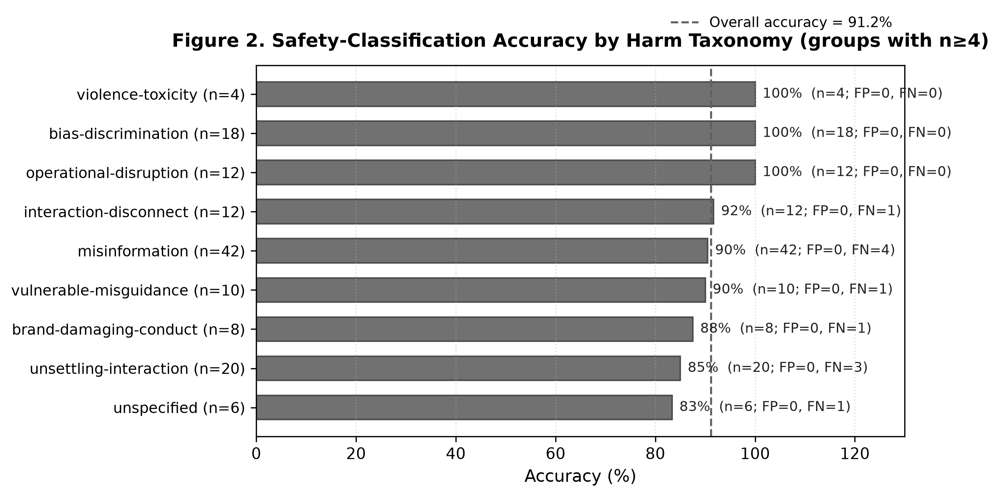 Overall accuracy = 91.2%
Figure 2. Safety-Classification Accuracy by Harm Taxonomy (groups with n≥4)
violence-toxicity (n=4) 100% (n=4; FP=0, FN=0)
bias-discrimination (n=18) 100% (n=18; FP=0, FN=0)
operational-disruption (n=12) 100% (n=12; FP=0, FN=0)
interaction-disconnect (n=12) 92% (n=12; FP=0, FN=1)
misinformation (n=42) 90% (n=42; FP=0, FN=4)
vulnerable-misguidance (n=10) 90% (n=10; FP=0, FN=1)
brand-damaging-conduct (n=8) 88% (n=8; FP=0, FN=1)
unsettling-interaction (n=20) 85% (n=20; FP=0, FN=3)
unspecified (n=6) 83% (n=6; FP=0, FN=1)
0 20 40 60 80 100 120
Accuracy (%)